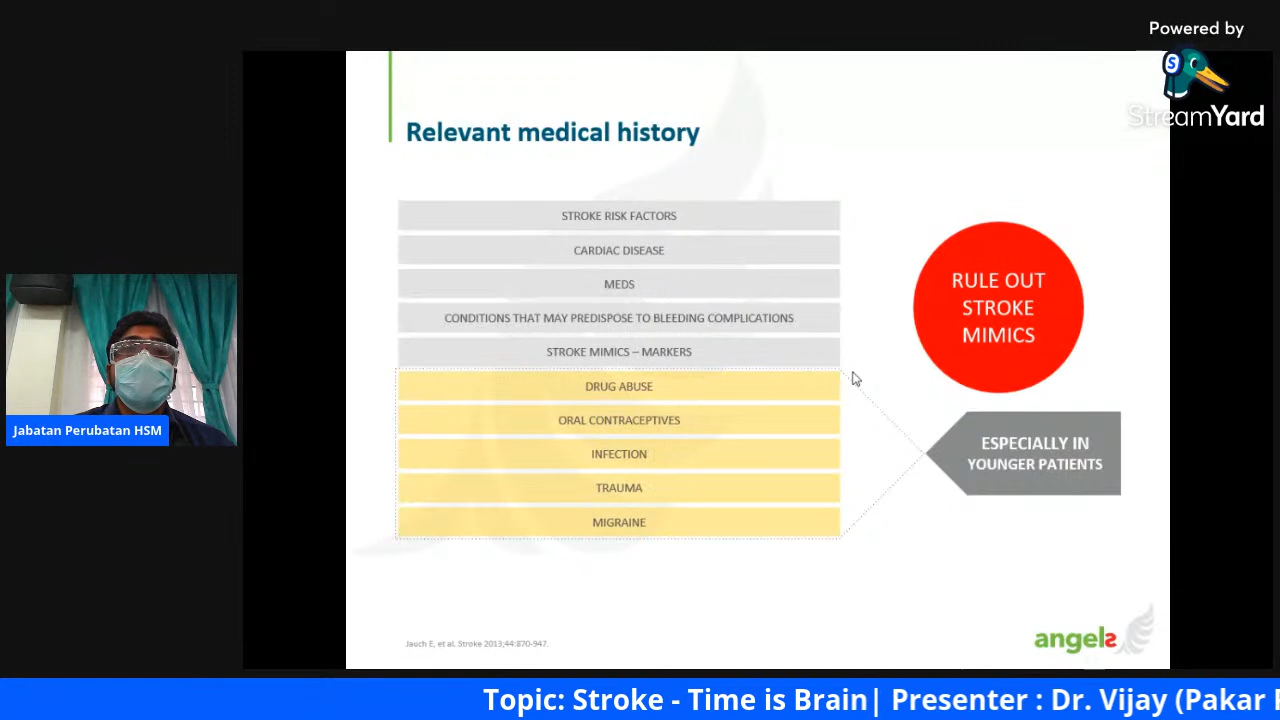 Powered by
S
StreamYard
Relevant medical history
STROKE RISK FACTORS
CARDIAC DISEASE
MEDS
CONDITIONS THAT MAY PREDISPOSE TO BLEEDING COMPLICATIONS
STROKE MIMICS – MARKERS
DRUG ABUSE
ORAL CONTRACEPTIVES
INFECTION
TRAUMA
MIGRAINE
RULE OUT
STROKE
MIMICS
ESPECIALLY IN
YOUNGER PATIENTS
Jabatan Perubatan HSM
Jauch E, et al. Stroke 2013;44:870-947.
angels
Topic: Stroke - Time is Brain| Presenter : Dr. Vijay (Pakar